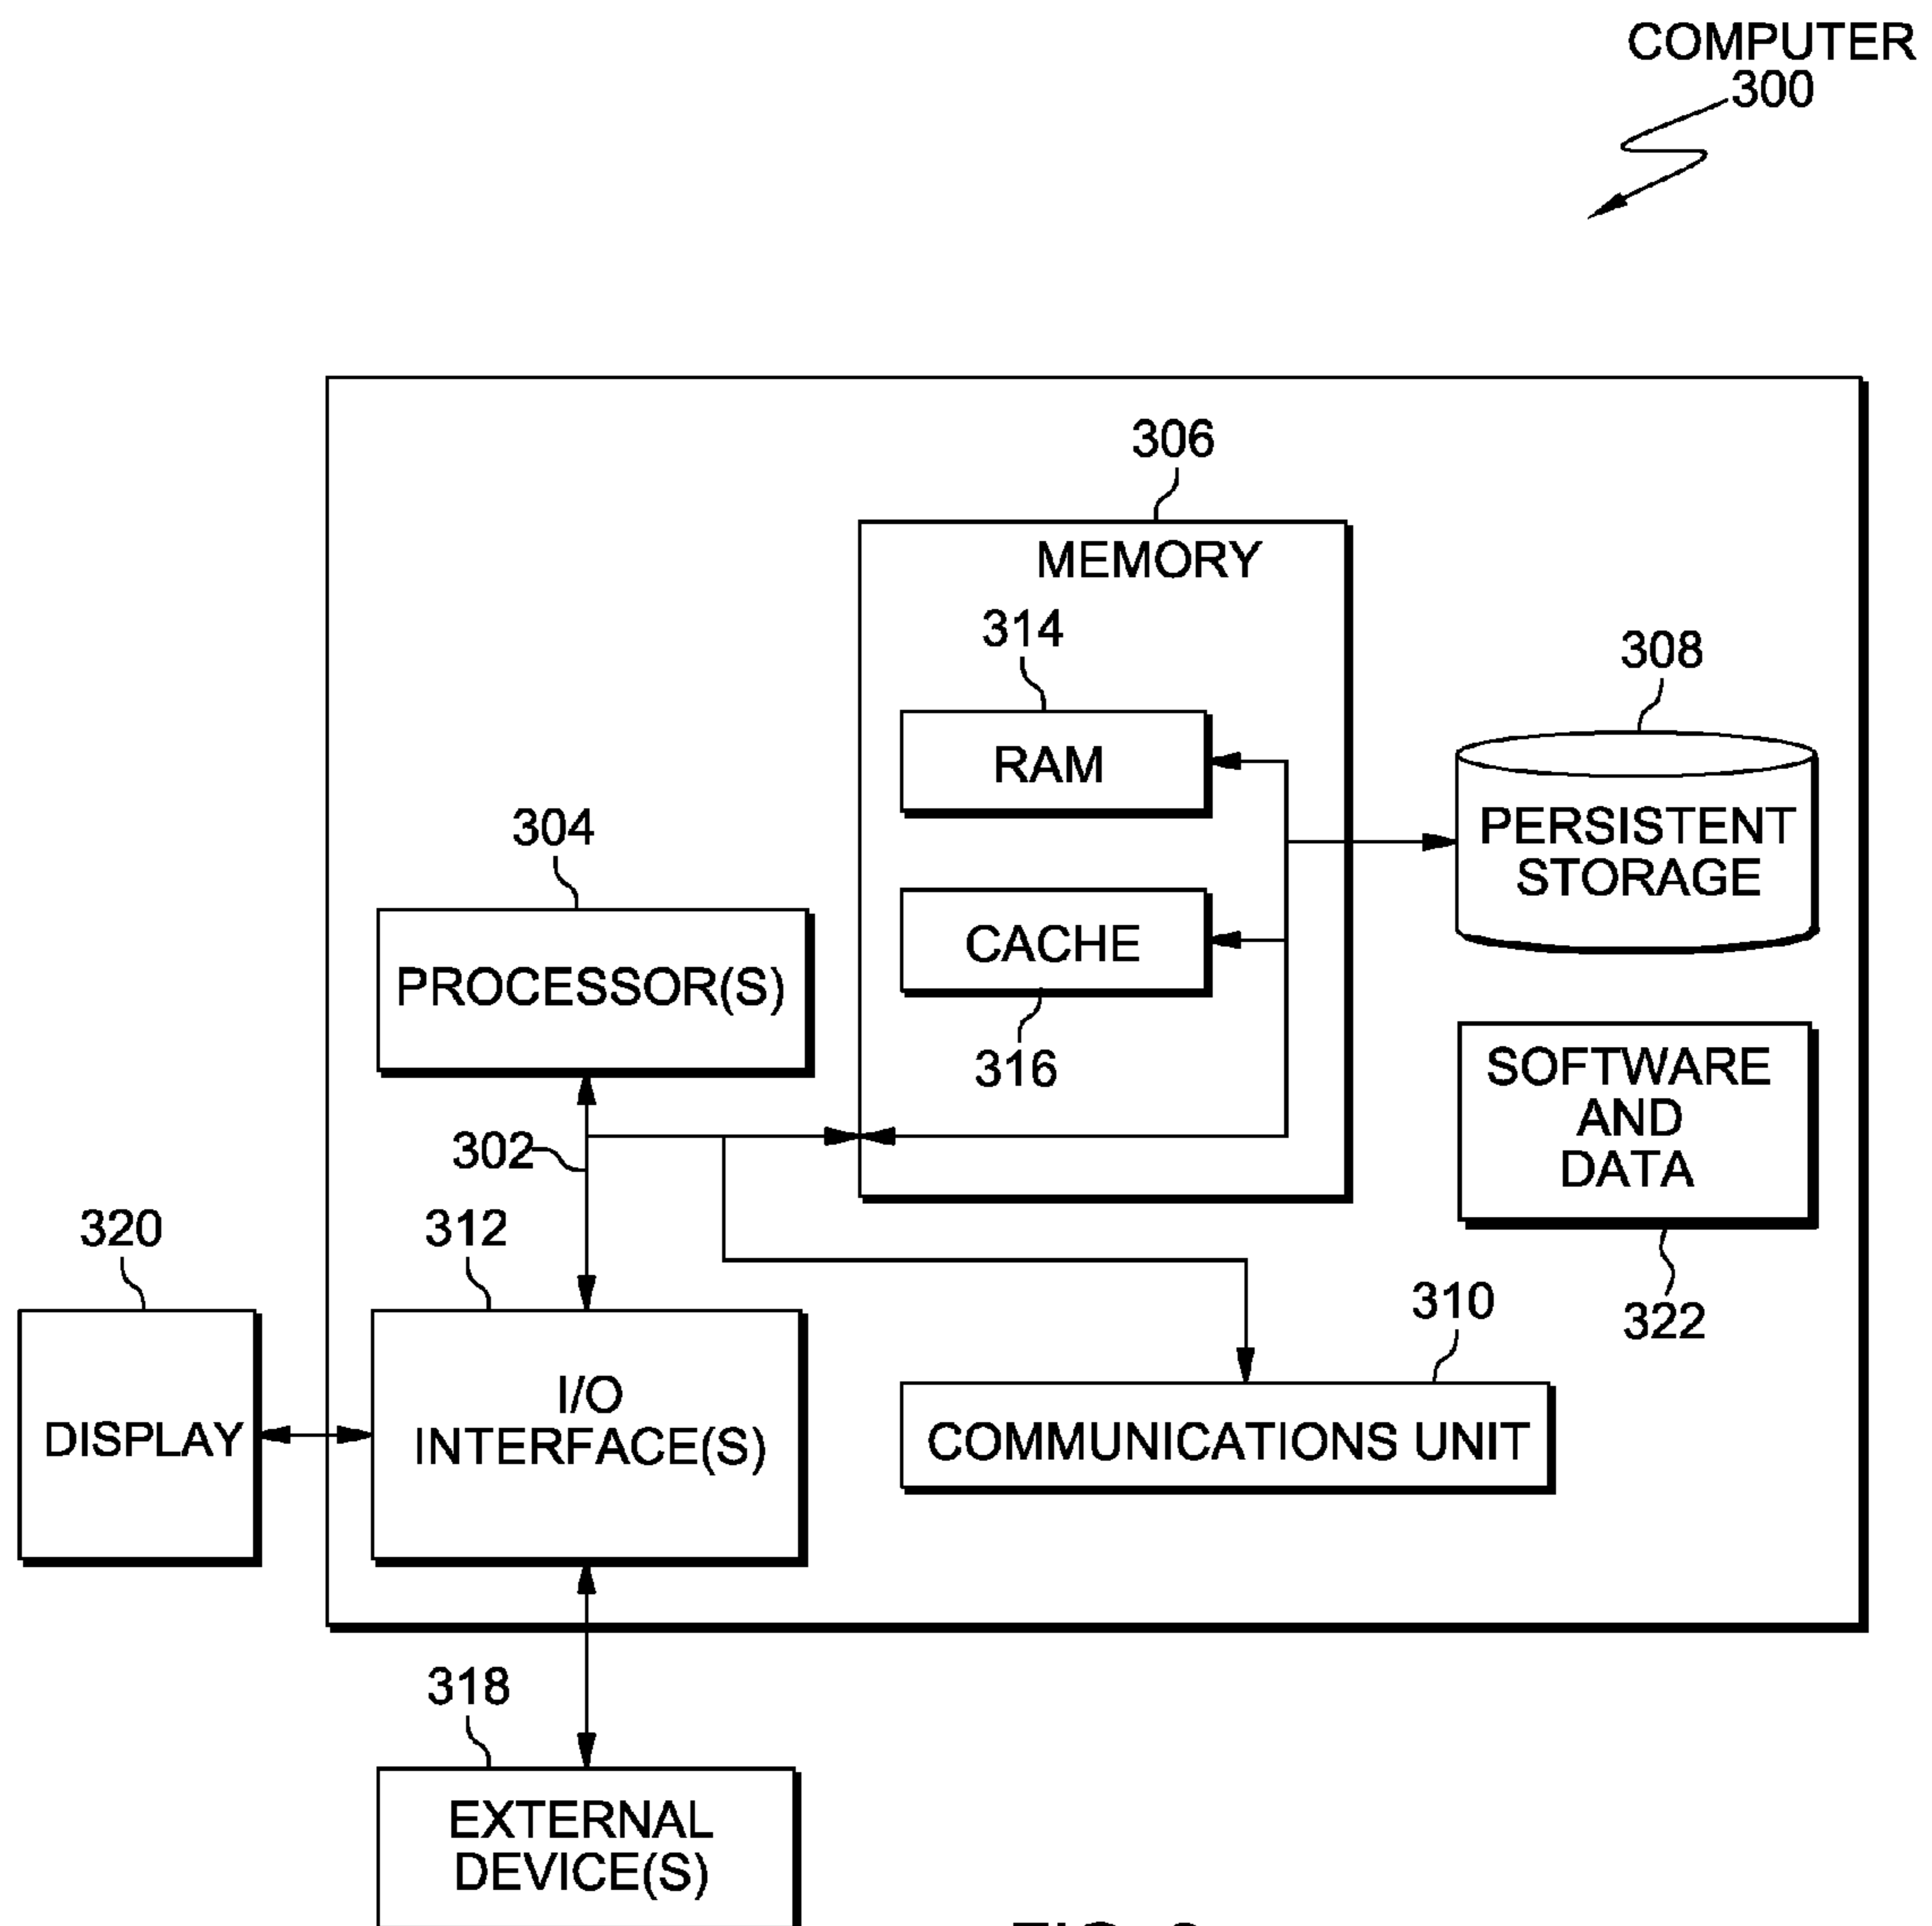 COMPUTER
300
306
MEMORY
314
RAM
308
PERSISTENT
STORAGE
304
PROCESSOR(S)
CACHE
316
SOFTWARE
AND
DATA
322
302
320
312
310
DISPLAY
I/O
INTERFACE(S)
COMMUNICATIONS UNIT
318
EXTERNAL
DEVICE(S)